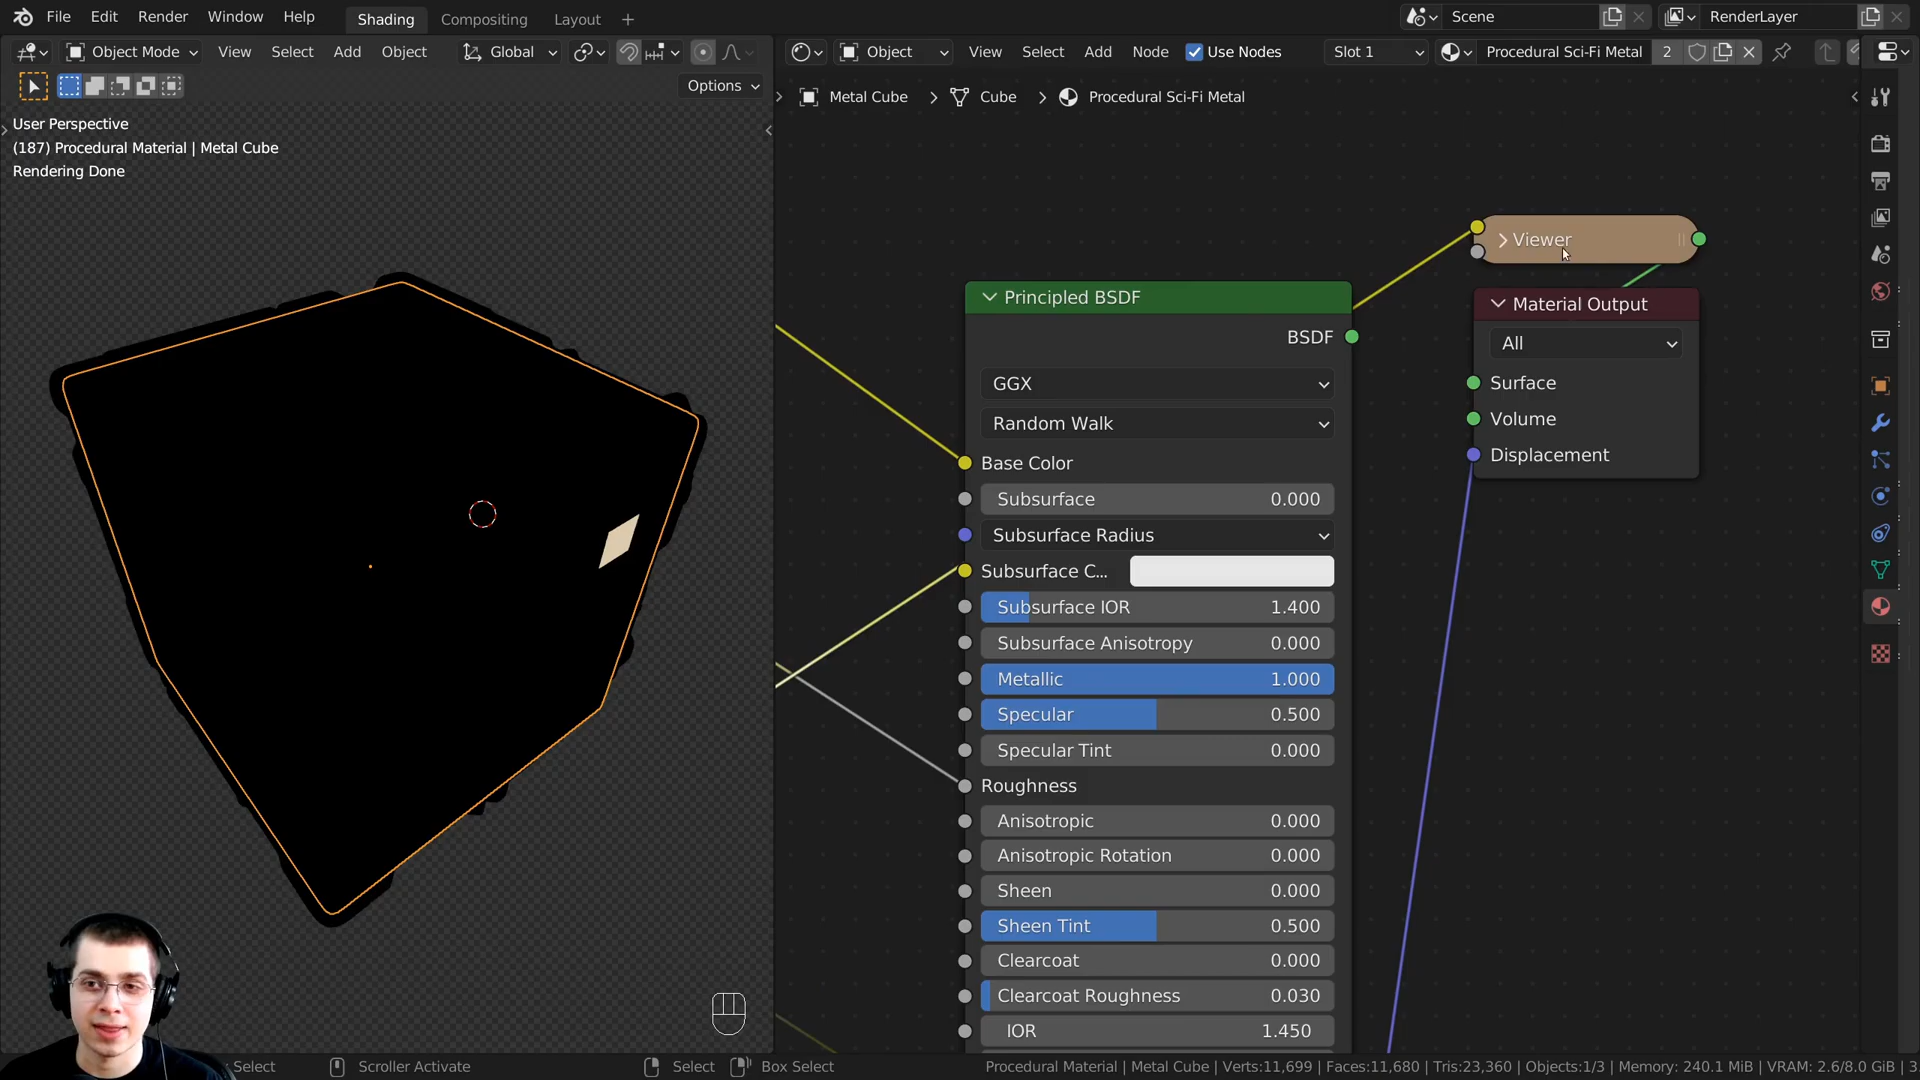 File Edit Render Window Help Shading Compositing Layout + Scene RenderLayer
Object Mode View Select Add Object Global Object View Select Add Node Use Nodes Slot 1 Procedural Sci-Fi Metal 2
Options
Metal Cube > Cube > Procedural Sci-Fi Metal
User Perspective
(187) Procedural Material | Metal Cube
Rendering Done
Viewer
Principled BSDF
BSDF
GGX
Random Walk
Base Color
Subsurface 0.000
Subsurface Radius
Subsurface C...
Subsurface IOR 1.400
Subsurface Anisotropy 0.000
Metallic 1.000
Specular 0.500
Specular Tint 0.000
Roughness
Anisotropic 0.000
Anisotropic Rotation 0.000
Sheen 0.000
Sheen Tint 0.500
Clearcoat 0.000
Clearcoat Roughness 0.030
IOR 1.450
Material Output
All
Surface
Volume
Displacement
Select Scroller Activate Select Box Select Procedural Material | Metal Cube | Verts:11,699 | Faces:11,680 | Tris:23,360 | Objects:1/3 | Memory: 240.1 MiB | VRAM: 2.6/8.0 GiB | 3